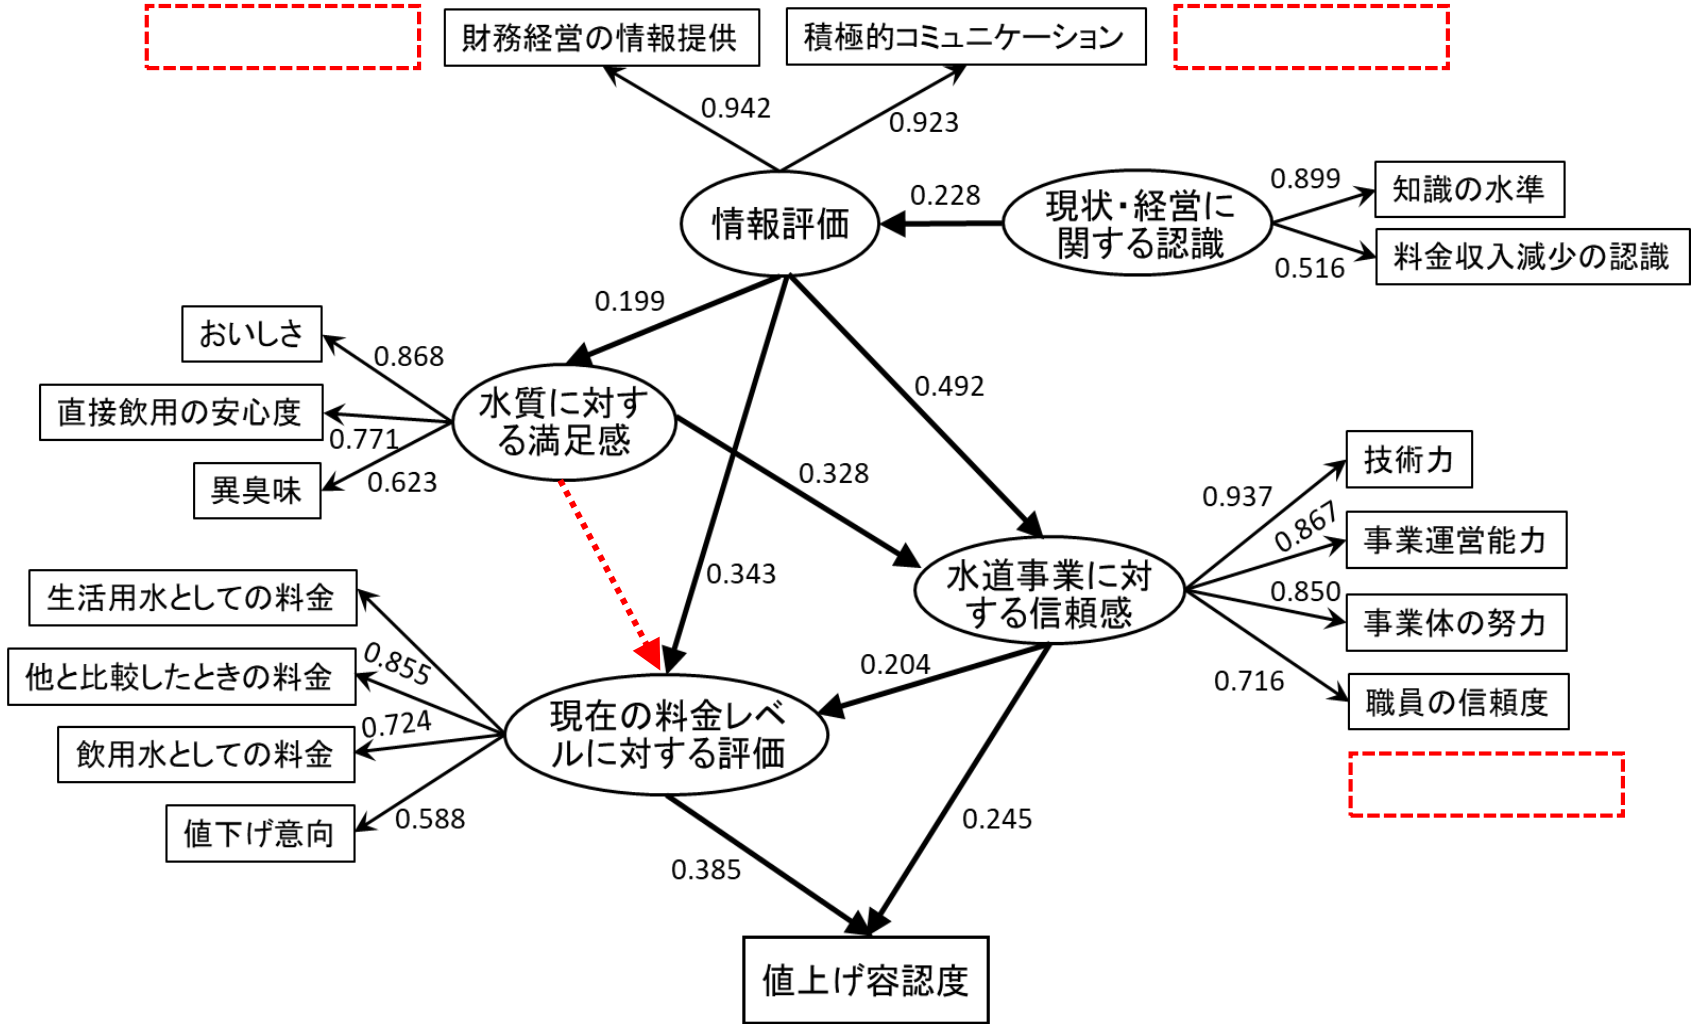 財務経営の情報提供
積極的コミュニケーション
0.942
0.923
情報評価
0.228
現状・経営に
関する認識
0.899
知識の水準
0.516
料金収入減少の認識
0.199
おいしさ
0.868
直接飲用の安心度
0.771
異臭味
0.623
水質に対す
る満足感
0.492
0.328
0.343
水道事業に対
する信頼感
0.937
技術力
0.867
事業運営能力
0.850
事業体の努力
0.716
職員の信頼度
生活用水としての料金
0.855
他と比較したときの料金
0.724
飲用水としての料金
0.588
値下げ意向
現在の料金レベ
ルに対する評価
0.204
0.245
0.385
値上げ容認度